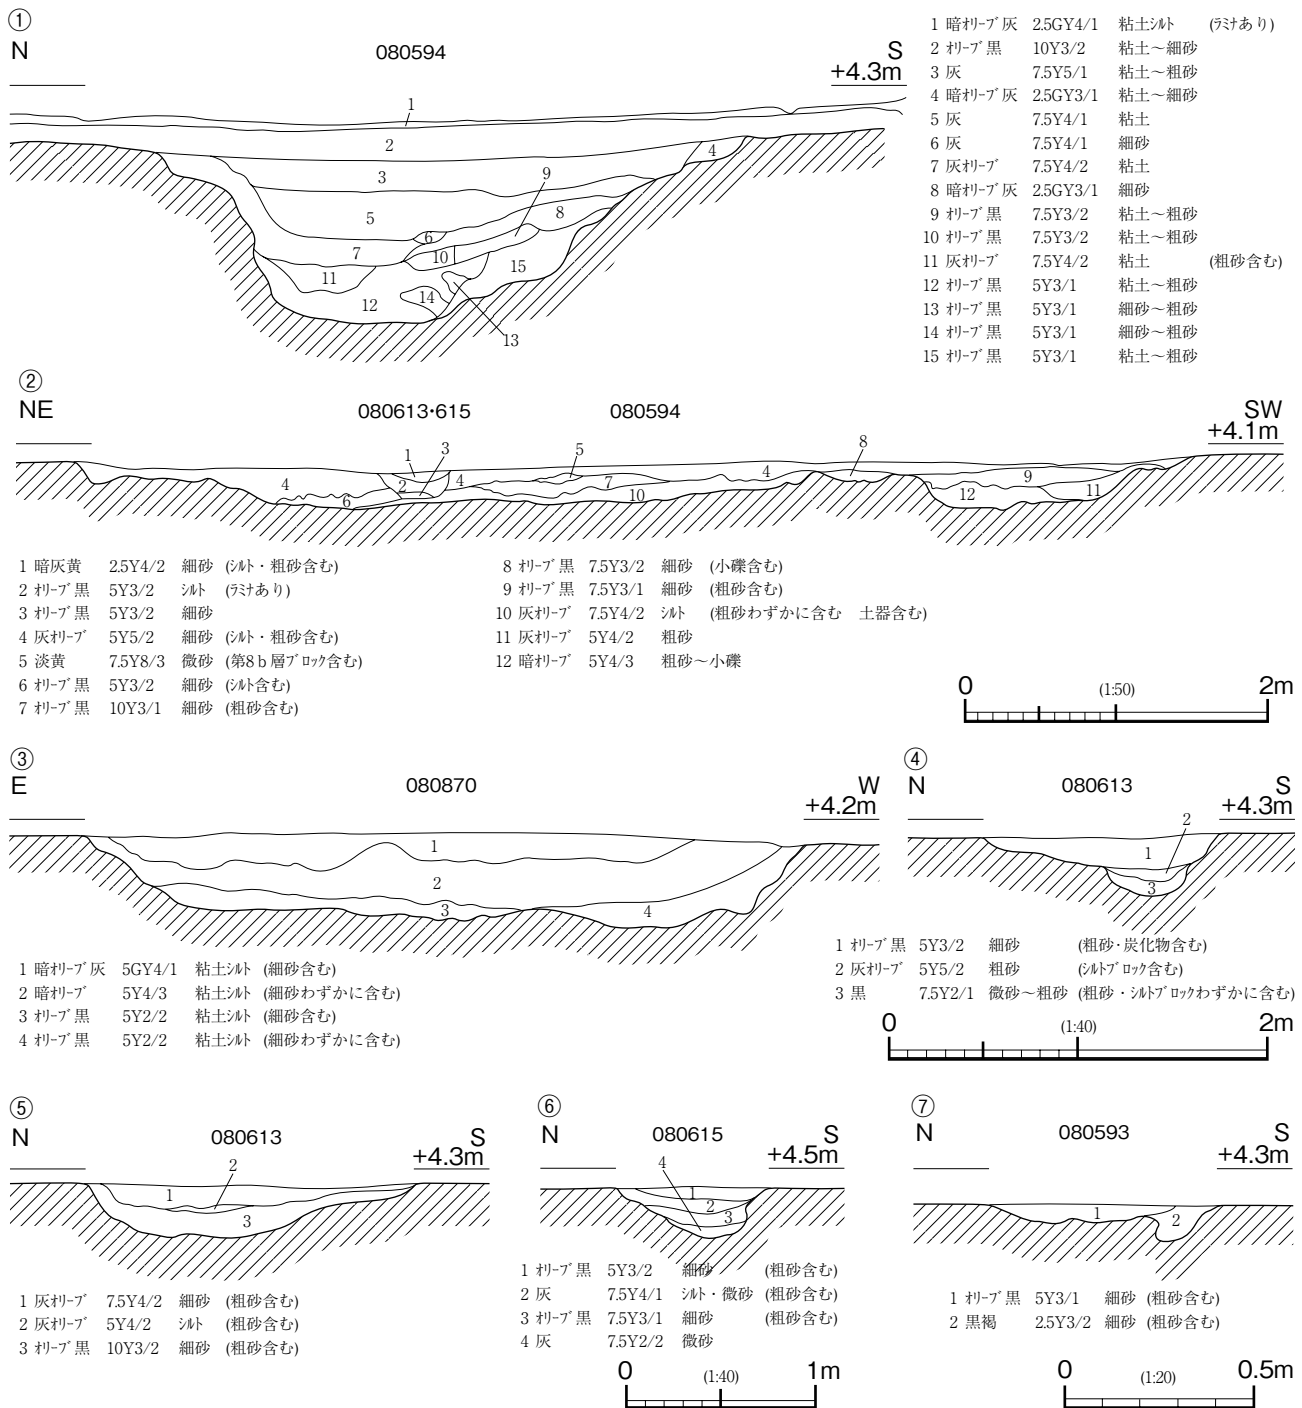 ①
N 080594 S
+4.3m
1
2
3
4
9
5
8
6
7
10
11
15
12
14
13
1 暗ｵﾘｰﾌﾞ灰 2.5GY4/1 粘土ｼﾙﾄ (ﾗﾐﾅあり)
2 ｵﾘｰﾌﾞ黒 10Y3/2 粘土～細砂
3 灰 7.5Y5/1 粘土～粗砂
4 暗ｵﾘｰﾌﾞ灰 2.5GY3/1 粘土～細砂
5 灰 7.5Y4/1 粘土
6 灰 7.5Y4/1 細砂
7 灰ｵﾘｰﾌﾞ 7.5Y4/2 粘土
8 暗ｵﾘｰﾌﾞ灰 2.5GY3/1 細砂
9 ｵﾘｰﾌﾞ黒 7.5Y3/2 粘土～粗砂
10 ｵﾘｰﾌﾞ黒 7.5Y3/2 粘土～粗砂
11 灰ｵﾘｰﾌﾞ 7.5Y4/2 粘土 (粗砂含む)
12 ｵﾘｰﾌﾞ黒 5Y3/1 粘土～粗砂
13 ｵﾘｰﾌﾞ黒 5Y3/1 細砂～粗砂
14 ｵﾘｰﾌﾞ黒 5Y3/1 細砂～粗砂
15 ｵﾘｰﾌﾞ黒 5Y3/1 粘土～粗砂
②
NE 080613･615 080594 SW
+4.1m
1 3 5 8
4 2 4 7 4 9
6 10 12 11
1 暗灰黄 2.5Y4/2 細砂 (ｼﾙﾄ・粗砂含む)
2 ｵﾘｰﾌﾞ黒 5Y3/2 ｼﾙﾄ (ﾗﾐﾅあり)
3 ｵﾘｰﾌﾞ黒 5Y3/2 細砂
4 灰ｵﾘｰﾌﾞ 5Y5/2 細砂 (ｼﾙﾄ・粗砂含む)
5 淡黄 7.5Y8/3 微砂 (第8ｂ層ﾌﾞﾛｯｸ含む)
6 ｵﾘｰﾌﾞ黒 5Y3/2 細砂 (ｼﾙﾄ含む)
7 ｵﾘｰﾌﾞ黒 10Y3/1 細砂 (粗砂含む)
8 ｵﾘｰﾌﾞ黒 7.5Y3/2 細砂 (小礫含む)
9 ｵﾘｰﾌﾞ黒 7.5Y3/1 細砂 (粗砂含む)
10 灰ｵﾘｰﾌﾞ 7.5Y4/2 ｼﾙﾄ (粗砂わずかに含む　土器含む)
11 灰ｵﾘｰﾌﾞ 5Y4/2 粗砂
12 暗ｵﾘｰﾌﾞ 5Y4/3 粗砂～小礫
0 (1:50) 2m
③
E 080870 W
+4.2m
1
2
3 4
1 暗ｵﾘｰﾌﾞ灰 5GY4/1 粘土ｼﾙﾄ (細砂含む)
2 暗ｵﾘｰﾌﾞ 5Y4/3 粘土ｼﾙﾄ (細砂わずかに含む)
3 ｵﾘｰﾌﾞ黒 5Y2/2 粘土ｼﾙﾄ (細砂含む)
4 ｵﾘｰﾌﾞ黒 5Y2/2 粘土ｼﾙﾄ (細砂わずかに含む)
④
N 080613 S
+4.3m
2
1
3
1 ｵﾘｰﾌﾞ黒 5Y3/2 細砂 (粗砂・炭化物含む)
2 灰ｵﾘｰﾌﾞ 5Y5/2 粗砂 (ｼﾙﾄﾌﾞﾛｯｸ含む)
3 黒 7.5Y2/1 微砂～粗砂 (粗砂・ｼﾙﾄﾌﾞﾛｯｸわずかに含む)
0 (1:40) 2m
⑤
N 080613 S
+4.3m
2
1
3
1 灰ｵﾘｰﾌﾞ 7.5Y4/2 細砂 (粗砂含む)
2 灰ｵﾘｰﾌﾞ 5Y4/2 ｼﾙﾄ (粗砂含む)
3 ｵﾘｰﾌﾞ黒 10Y3/2 細砂 (粗砂含む)
⑥
N 080615 S
+4.5m
4
1
2
3
1 ｵﾘｰﾌﾞ黒 5Y3/2 細砂 (粗砂含む)
2 灰 7.5Y4/1 ｼﾙﾄ・微砂 (粗砂含む)
3 ｵﾘｰﾌﾞ黒 7.5Y3/1 細砂 (粗砂含む)
4 灰 7.5Y2/2 微砂
0 (1:40) 1m
⑦
N 080593 S
+4.3m
1 2
1 ｵﾘｰﾌﾞ黒 5Y3/1 細砂 (粗砂含む)
2 黒褐 2.5Y3/2 細砂 (粗砂含む)
0 (1:20) 0.5m